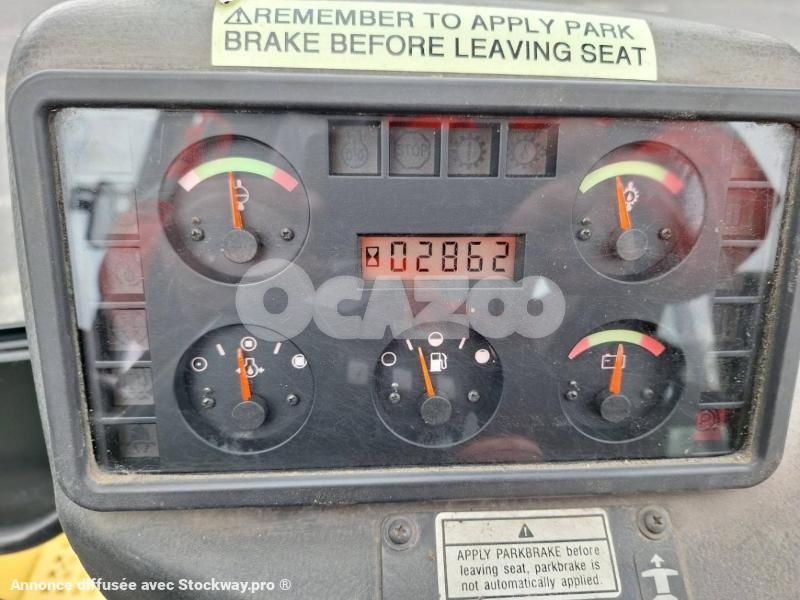 ⚠REMEMBER TO APPLY PARK
BRAKE BEFORE LEAVING SEAT
STOP
02862
OCAZOO
APPLY PARKBRAKE before
leaving seat, parkbrake is
not automatically applied.
Annonce diffusée avec Stockway.pro ®